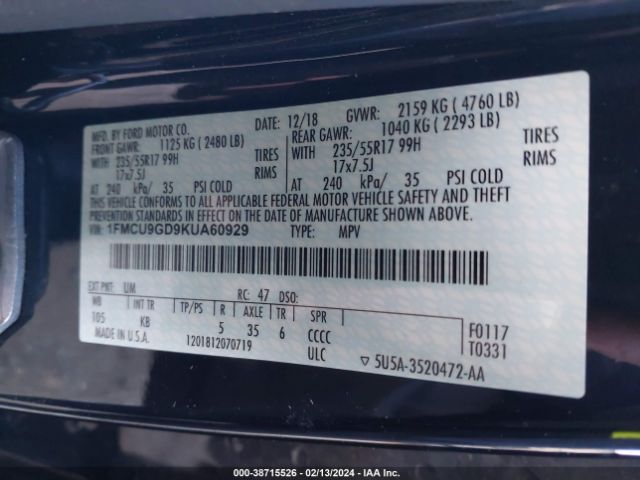 MFD. BY FORD MOTOR CO.
DATE: 12/18 GVWR: 2159 KG ( 4760 LB)
FRONT GAWR: 1125 KG ( 2480 LB)
REAR GAWR: 1040 KG ( 2293 LB)
WITH 235/55R17 99H TIRES
17x7.5J RIMS
WITH 235/55R17 99H TIRES
17x7.5J RIMS
AT 240 kPa/ 35 PSI COLD
AT 240 kPa/ 35 PSI COLD
THIS VEHICLE CONFORMS TO ALL APPLICABLE FEDERAL MOTOR VEHICLE SAFETY AND THEFT
PREVENTION STANDARDS IN EFFECT ON THE DATE OF MANUFACTURE SHOWN ABOVE.
VIN: 1FMCU9GD9KUA60929 TYPE: MPV
EXT PNT: UM RC: 47 DSO:
WB INT TR TP/PS R AXLE TR SPR
105 KB 5 35 6 CCCC
F0117
T0331
MADE IN U.S.A. 1201812070719 ULC
▽ 5U5A-3520472-AA
000-38715526 - 02/13/2024 - IAA Inc.